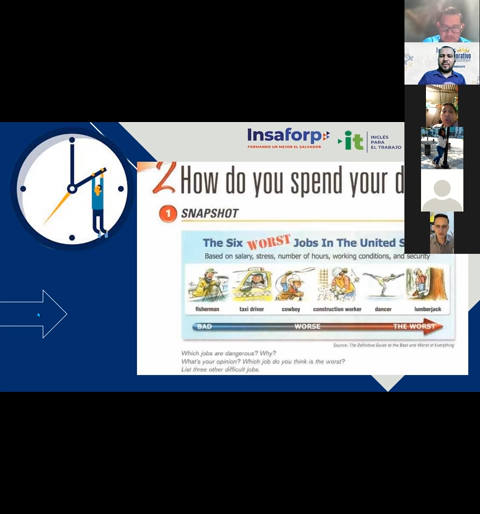 Insaforp
FORMANDO UN MEJOR EL SALVADOR
it
INGLÉS
PARA
EL TRABAJO
2 How do you spend your d
1 SNAPSHOT
The Six WORST Jobs In The United S
Based on salary, stress, number of hours, working conditions, and security
fisherman taxi driver cowboy construction worker dancer lumberjack
BAD WORSE THE WORST
Source: The Definitive Guide to the Best and Worst of Everything
Which jobs are dangerous? Why?
What's your opinion? Which job do you think is the worst?
List three other difficult jobs.